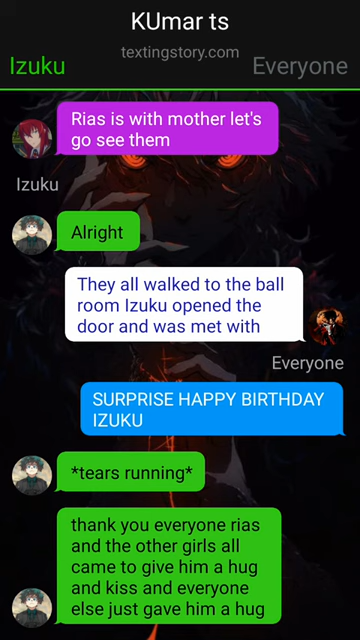 KUmar ts
textingstory.com
Izuku
Everyone
Rias is with mother let's
go see them
Izuku
Alright
They all walked to the ball
room Izuku opened the
door and was met with
Everyone
SURPRISE HAPPY BIRTHDAY
IZUKU
*tears running*
thank you everyone rias
and the other girls all
came to give him a hug
and kiss and everyone
else just gave him a hug